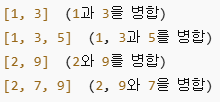 [1, 3]  (1과 3을 병합)
[1, 3, 5]  (1, 3과 5를 병합)
[2, 9]  (2와 9를 병합)
[2, 7, 9]  (2, 9와 7을 병합)